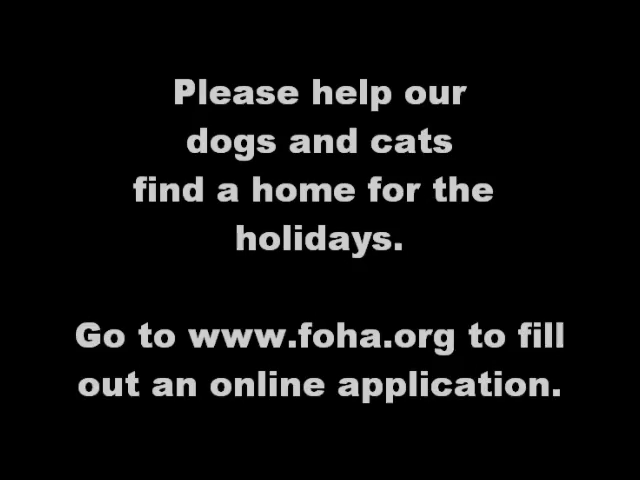 Please help our
dogs and cats
find a home for the
holidays.
Go to www.foha.org to fill
out an online application.